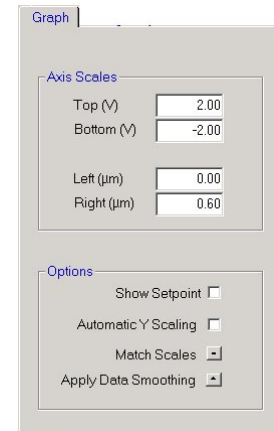 Graph
Axis Scales
Top (V) 2.00
Bottom (V) -2.00
Left (µm) 0.00
Right (µm) 0.60
Options
Show Setpoint
Automatic Y Scaling
Match Scales -
Apply Data Smoothing